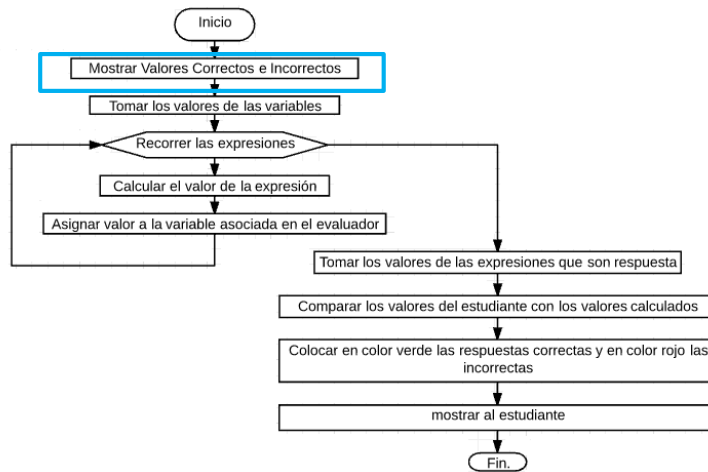 Inicio
Mostrar Valores Correctos e Incorrectos
Tomar los valores de las variables
Recorrer las expresiones
Calcular el valor de la expresión
Asignar valor a la variable asociada en el evaluador
Tomar los valores de las expresiones que son respuesta
Comparar los valores del estudiante con los valores calculados
Colocar en color verde las respuestas correctas y en color rojo las
incorrectas
mostrar al estudiante
Fin.